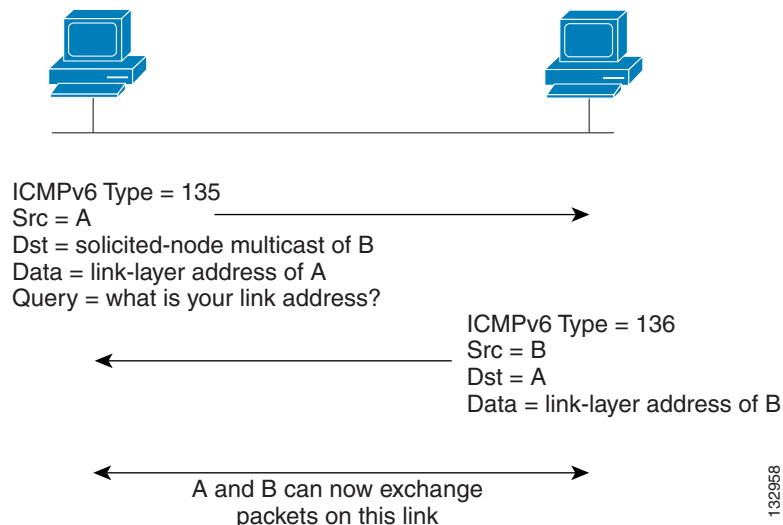 ICMPv6 Type = 135
Src = A
Dst = solicited-node multicast of B
Data = link-layer address of A
Query = what is your link address?
ICMPv6 Type = 136
Src = B
Dst = A
Data = link-layer address of B
A and B can now exchange
packets on this link
132958